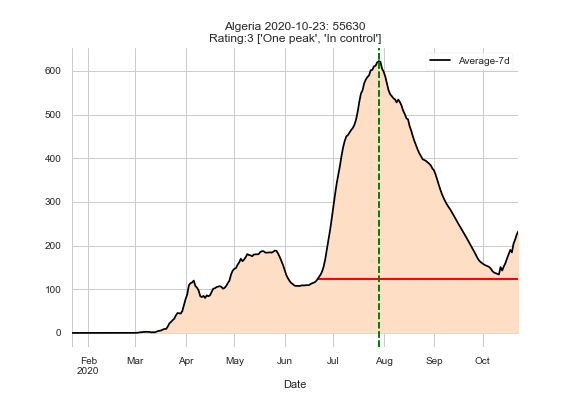 Algeria 2020-10-23: 55630
Rating:3 ['One peak', 'In control']
Average-7d
600
500
400
300
200
100
0
Feb Mar Apr May Jun Jul Aug Sep Oct
2020
Date